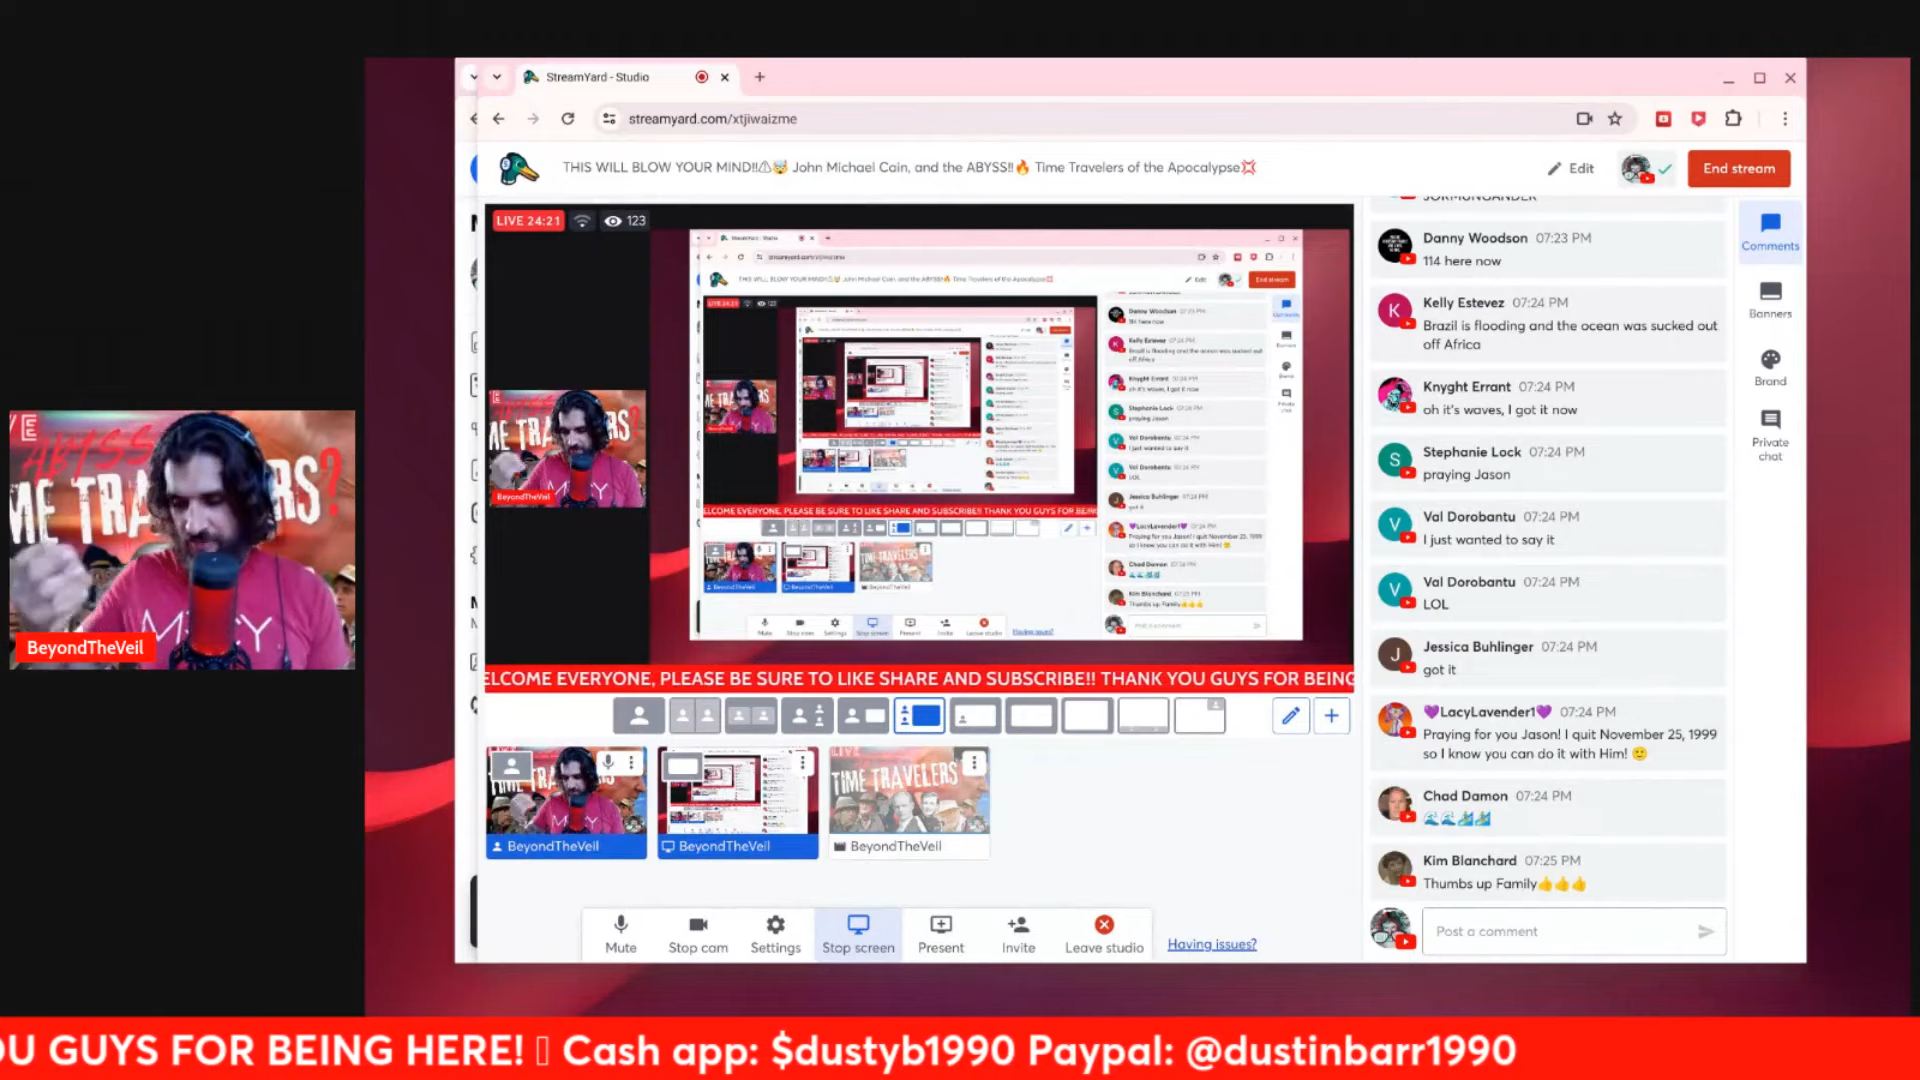 StreamYard - Studio
streamyard.com/xtjiwaizme
THIS WILL BLOW YOUR MIND!!⚠🤯 John Michael Cain, and the ABYSS!!🔥 Time Travelers of the Apocalypse💢
Edit
End stream
LIVE 24:21
123
JORMUNGANDER
Danny Woodson 07:23 PM
114 here now
Kelly Estevez 07:24 PM
Brazil is flooding and the ocean was sucked out
off Africa
Knyght Errant 07:24 PM
oh it's waves, I got it now
Stephanie Lock 07:24 PM
praying Jason
Val Dorobantu 07:24 PM
I just wanted to say it
Val Dorobantu 07:24 PM
LOL
Jessica Buhlinger 07:24 PM
got it
💜LacyLavender1💜 07:24 PM
Praying for you Jason! I quit November 25, 1999
so I know you can do it with Him! 🙂
Chad Damon 07:24 PM
🌊🌊🏄🏄
Kim Blanchard 07:25 PM
Thumbs up Family👍👍👍
Post a comment
Comments
Banners
Brand
Private
chat
ABYSS
ME TRA RS?
BeyondTheVeil
BeyondTheVeil
ELCOME EVERYONE, PLEASE BE SURE TO LIKE SHARE AND SUBSCRIBE!! THANK YOU GUYS FOR BEING
TIME TRAVELERS
BeyondTheVeil
BeyondTheVeil
BeyondTheVeil
Mute
Stop cam
Settings
Stop screen
Present
Invite
Leave studio
Having issues?
OU GUYS FOR BEING HERE! Cash app: $dustyb1990 Paypal: @dustinbarr1990